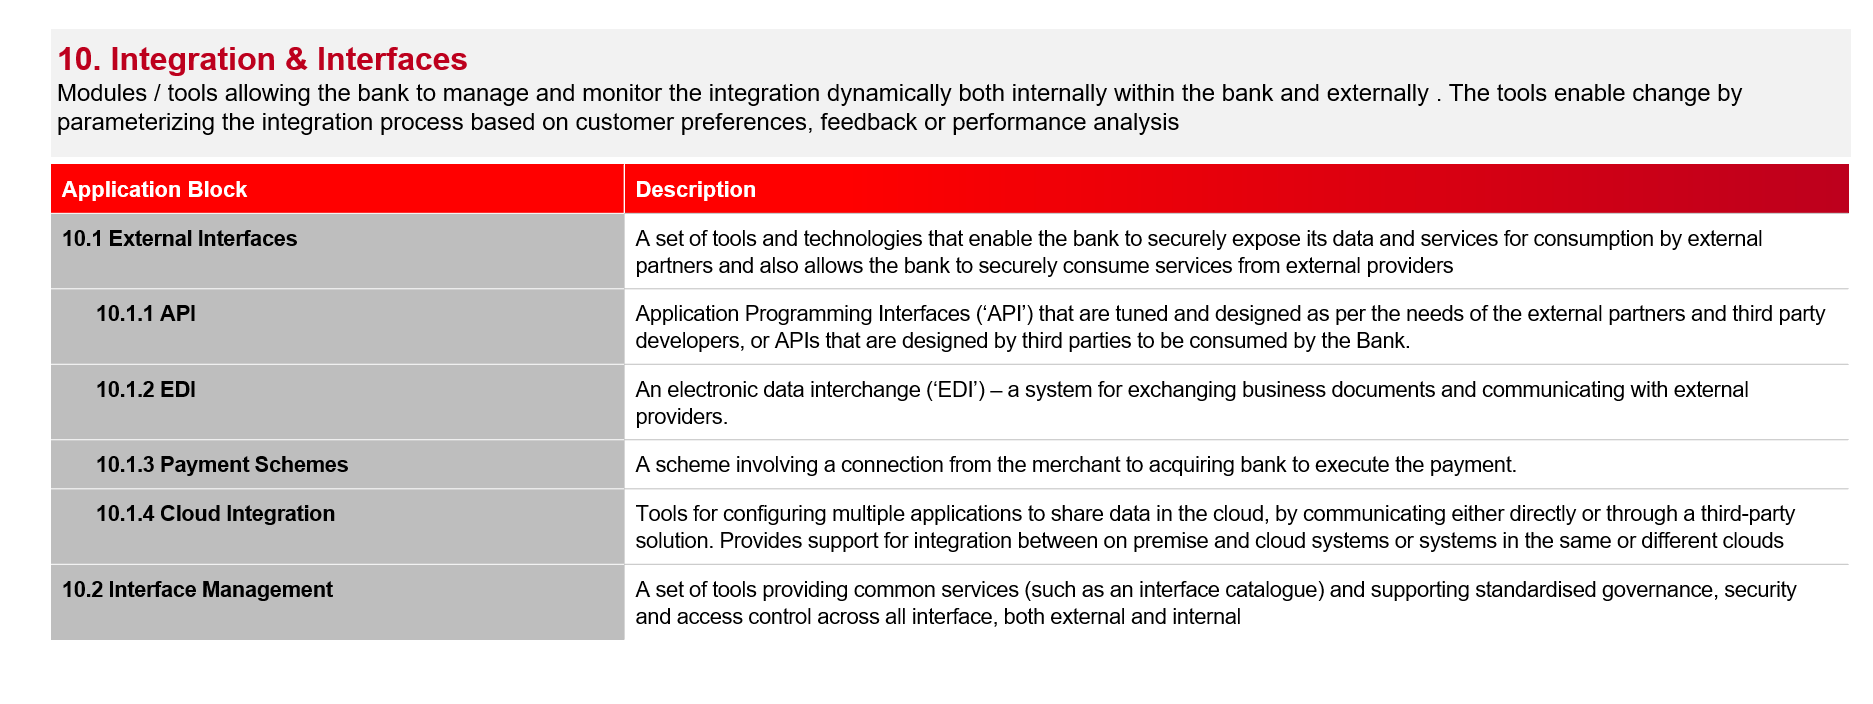 10. Integration & Interfaces
Modules / tools allowing the bank to manage and monitor the integration dynamically both internally within the bank and externally . The tools enable change by
parameterizing the integration process based on customer preferences, feedback or performance analysis
Application Block
Description
10.1 External Interfaces
A set of tools and technologies that enable the bank to securely expose its data and services for consumption by external
partners and also allows the bank to securely consume services from external providers
10.1.1 API
Application Programming Interfaces (‘API’) that are tuned and designed as per the needs of the external partners and third party
developers, or APIs that are designed by third parties to be consumed by the Bank.
10.1.2 EDI
An electronic data interchange (‘EDI’) – a system for exchanging business documents and communicating with external
providers.
10.1.3 Payment Schemes
A scheme involving a connection from the merchant to acquiring bank to execute the payment.
10.1.4 Cloud Integration
Tools for configuring multiple applications to share data in the cloud, by communicating either directly or through a third-party
solution. Provides support for integration between on premise and cloud systems or systems in the same or different clouds
10.2 Interface Management
A set of tools providing common services (such as an interface catalogue) and supporting standardised governance, security
and access control across all interface, both external and internal